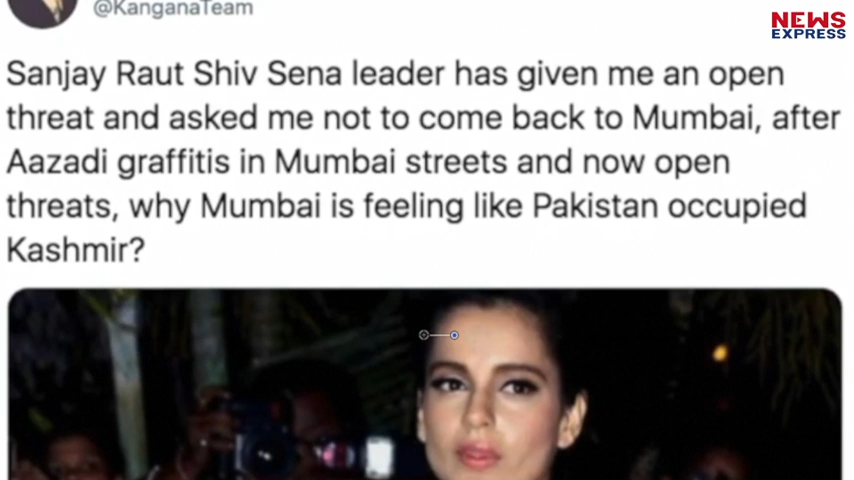 @KanganaTeam
NEWS
EXPRESS
Sanjay Raut Shiv Sena leader has given me an open
threat and asked me not to come back to Mumbai, after
Aazadi graffitis in Mumbai streets and now open
threats, why Mumbai is feeling like Pakistan occupied
Kashmir?